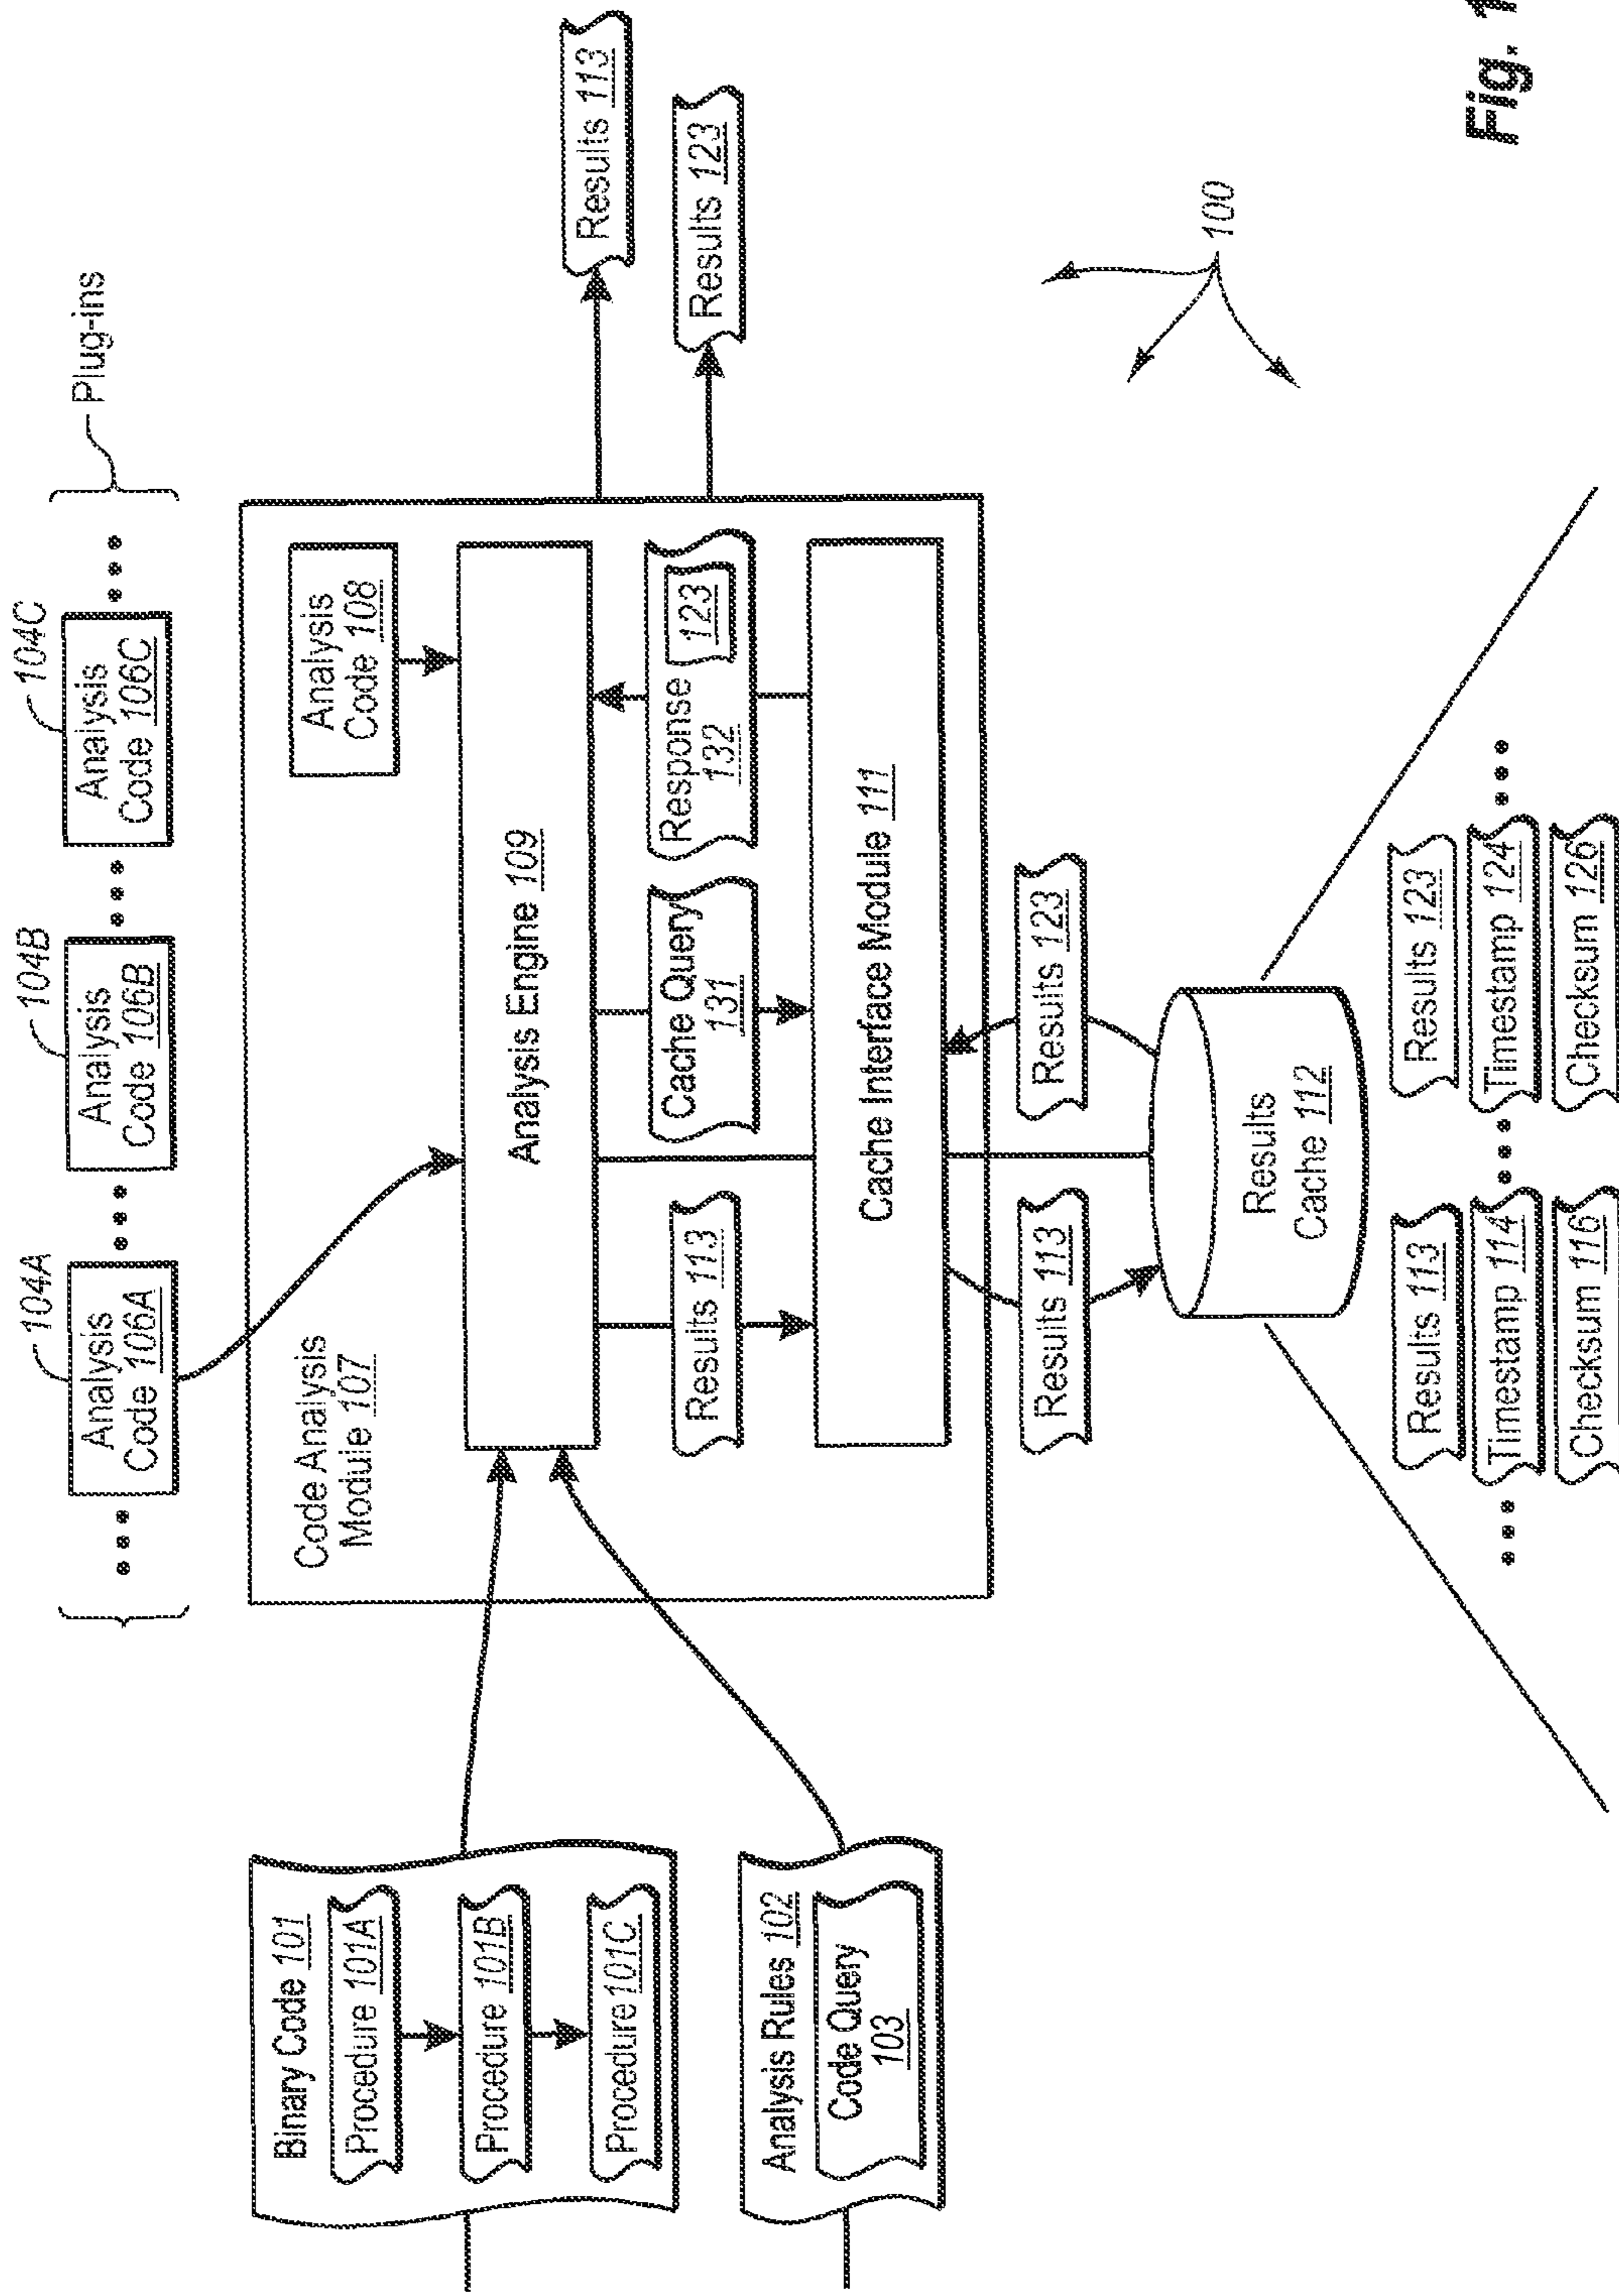 104A
104B
104C
Plug-ins
Analysis
Code 106A
Analysis
Code 106B
Analysis
Code 106C
Binary Code 101
Procedure 101A
Procedure 101B
Procedure 101C
Analysis Rules 102
Code Query
103
Code Analysis
Module 107
Analysis
Code 108
Analysis Engine 109
Results 113
Cache Query
131
Response
132
123
Cache Interface Module 111
Results 113
Results 123
Results 113
Results 123
Results
Cache 112
Results 113
Timestamp 114
Checksum 116
Results 123
Timestamp 124
Checksum 126
100
Fig. 1